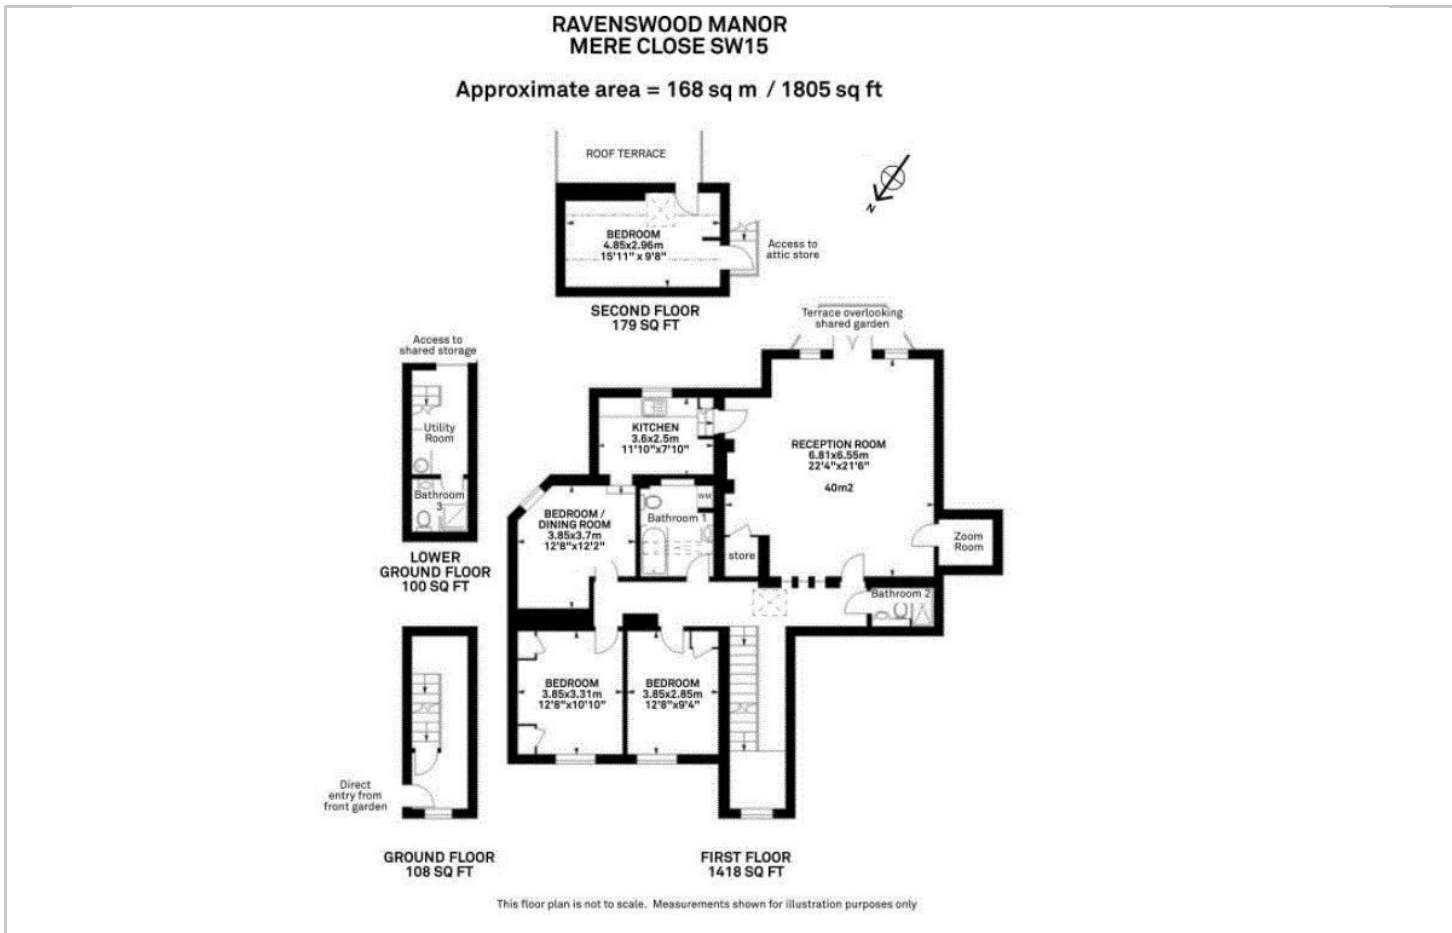 RAVENSWOOD MANOR
MERE CLOSE SW15
Approximate area = 168 sq m / 1805 sq ft
ROOF TERRACE
N
BEDROOM
4.85x2.96m
15'11" x 9'8"
Access to
attic store
SECOND FLOOR
179 SQ FT
Terrace overlooking
shared garden
Access to
shared storage
Utility
Room
Bathroom
3
LOWER
GROUND FLOOR
100 SQ FT
KITCHEN
3.6x2.5m
11'10"x7'10"
RECEPTION ROOM
6.81x6.55m
22'4"x21'6"
40m2
BEDROOM /
DINING ROOM
3.85x3.7m
12'8"x12'2"
WM
Bathroom 1
store
Zoom
Room
Bathroom 2
BEDROOM
3.85x3.31m
12'8"x10'10"
BEDROOM
3.85x2.85m
12'8"x9'4"
Direct
entry from
front garden
GROUND FLOOR
108 SQ FT
FIRST FLOOR
1418 SQ FT
This floor plan is not to scale. Measurements shown for illustration purposes only